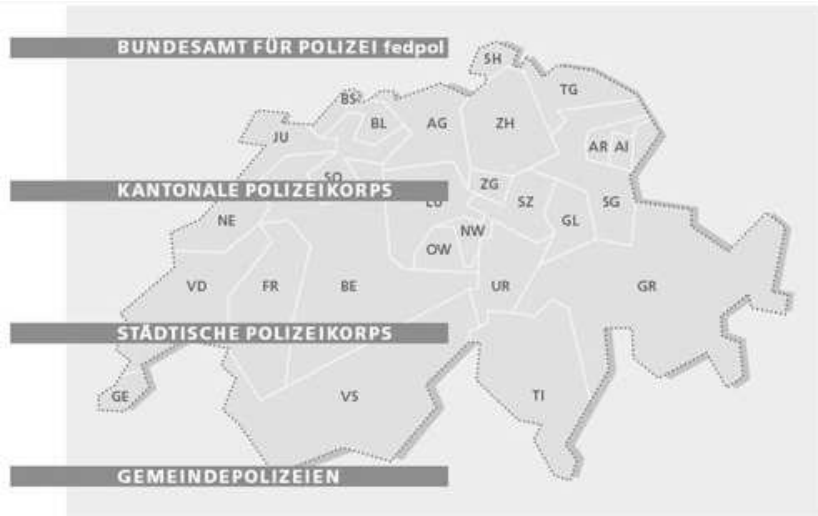 BUNDESAMT FÜR POLIZEI fedpol
SH
TG
BS
BL
AG
ZH
JU
AR AI
SO
ZG
KANTONALE POLIZEIKORPS
LU
SZ
SG
NE
NW
GL
OW
VD
FR
BE
UR
GR
STÄDTISCHE POLIZEIKORPS
GE
VS
TI
GEMEINDEPOLIZEIEN